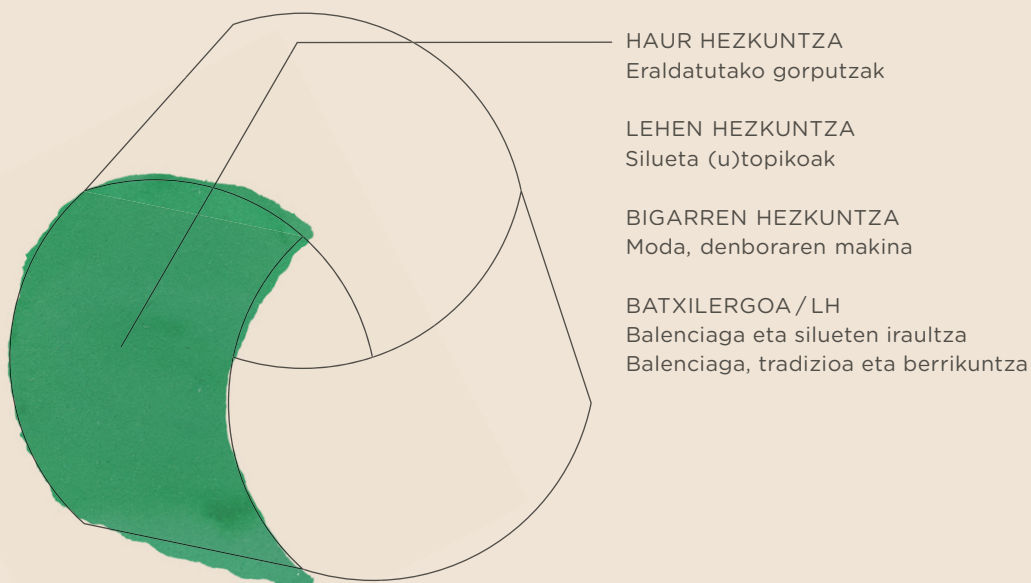 HAUR HEZKUNTZA
Eraldatutako gorputzak
LEHEN HEZKUNTZA
Silueta (u)topikoak
BIGARREN HEZKUNTZA
Moda, denboraren makina
BATXILERGOA / LH
Balenciaga eta silueten iraultza
Balenciaga, tradizioa eta berrikuntza